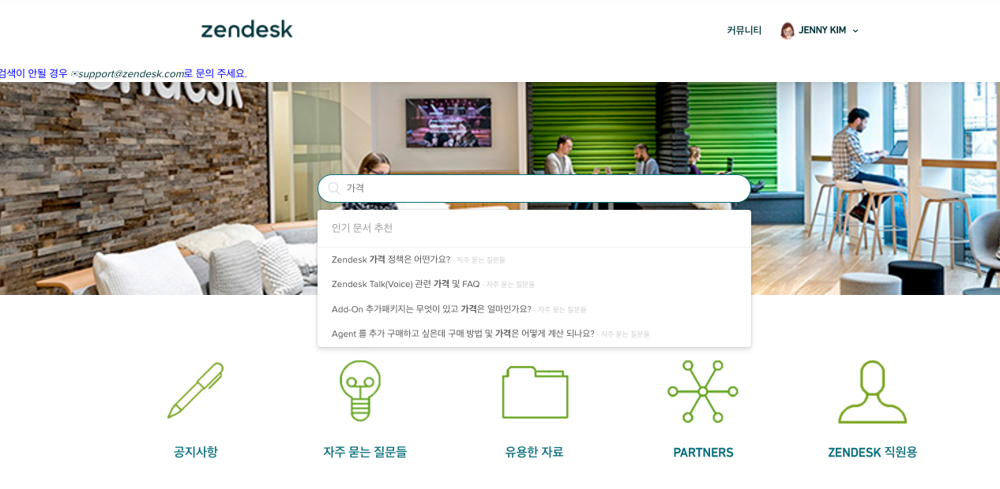 zendesk
커뮤니티 JENNY KIM
검색이 안될 경우 ✉support@zendesk.com로 문의 주세요.
가격
인기 문서 추천
Zendesk 가격 정책은 어떤가요? - 자주 묻는 질문들
Zendesk Talk(Voice) 관련 가격 및 FAQ - 자주 묻는 질문들
Add-On 추가패키지는 무엇이 있고 가격은 얼마인가요? - 자주 묻는 질문들
Agent 를 추가 구매하고 싶은데 구매 방법 및 가격은 어떻게 계산 되나요? - 자주 묻는 질문들
공지사항
자주 묻는 질문들
유용한 자료
PARTNERS
ZENDESK 직원용